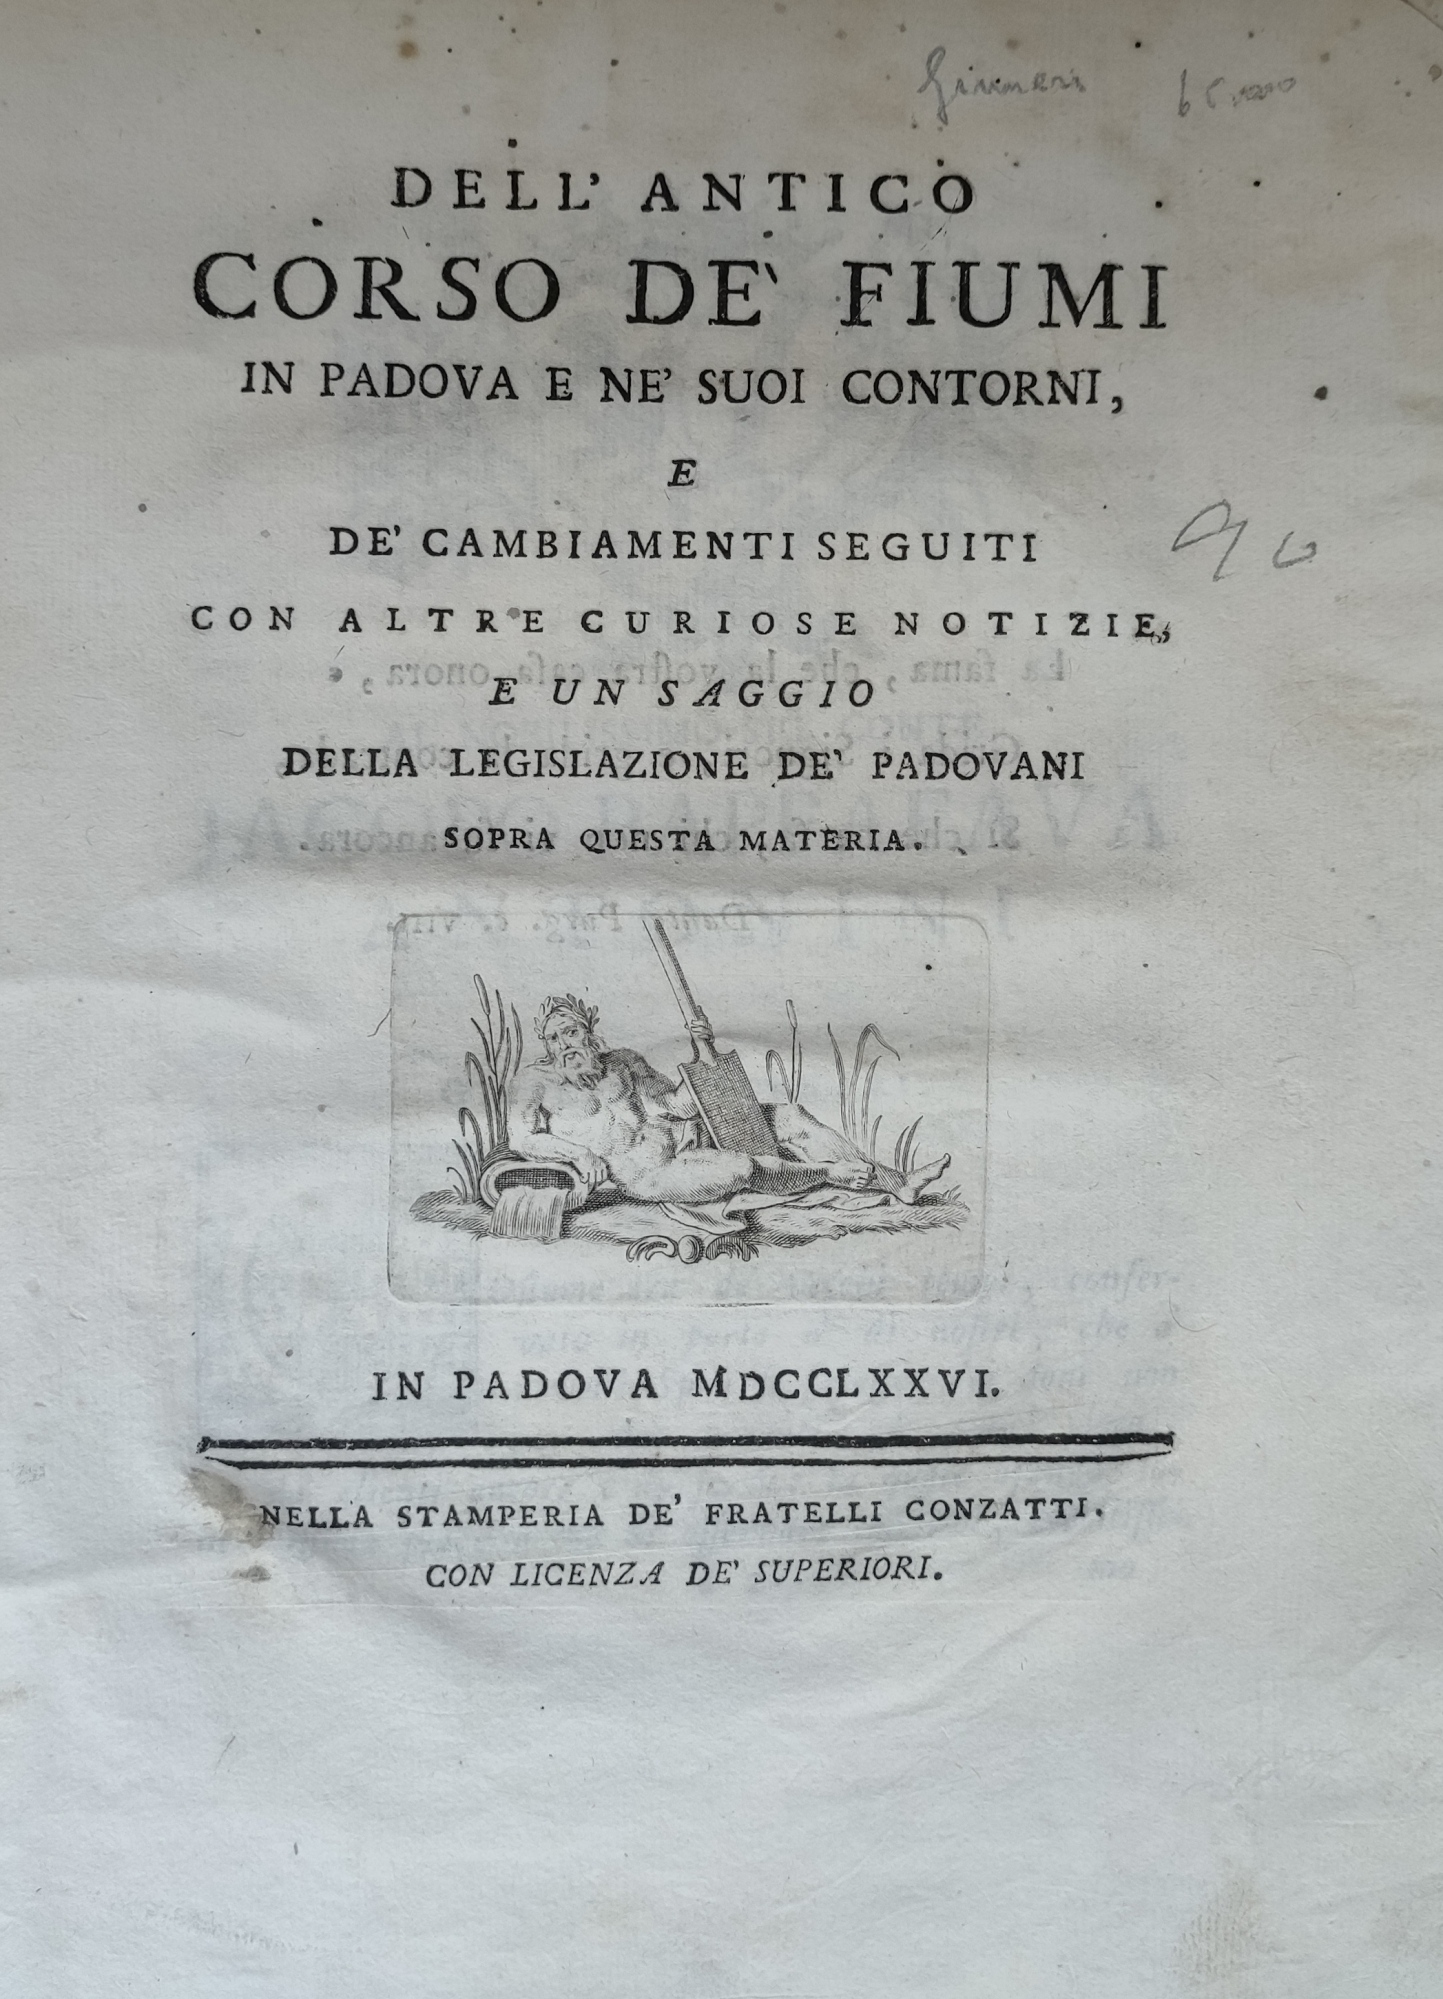 DELL' ANTICO
CORSO DE' FIUMI
IN PADOVA E NE' SUOI CONTORNI,
E
DE' CAMBIAMENTI SEGUITI
CON ALTRE CURIOSE NOTIZIE,
E UN SAGGIO
DELLA LEGISLAZIONE DE' PADOVANI
SOPRA QUESTA MATERIA.
IN PADOVA MDCCLXXVI.
NELLA STAMPERIA DE' FRATELLI CONZATTI.
CON LICENZA DE' SUPERIORI.